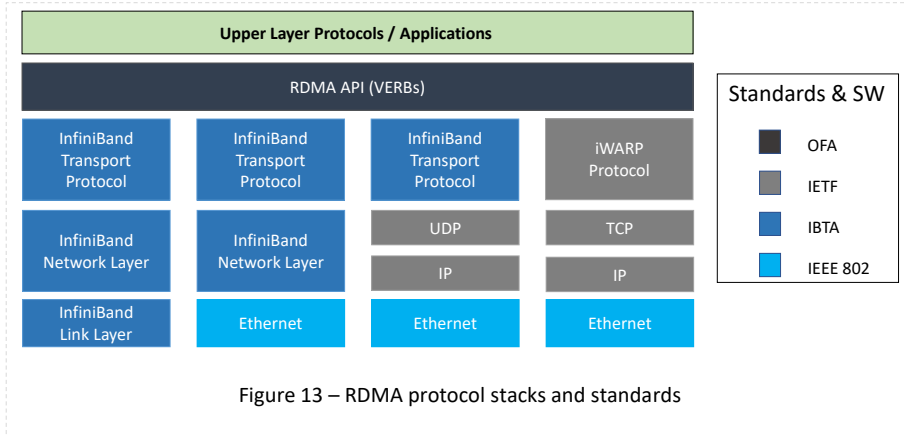 Upper Layer Protocols / Applications
RDMA API (VERBs)
InfiniBand
Transport
Protocol
InfiniBand
Transport
Protocol
InfiniBand
Transport
Protocol
iWARP
Protocol
InfiniBand
Network Layer
InfiniBand
Network Layer
UDP
TCP
IP
IP
InfiniBand
Link Layer
Ethernet
Ethernet
Ethernet
Standards & SW
OFA
IETF
IBTA
IEEE 802
Figure 13 – RDMA protocol stacks and standards